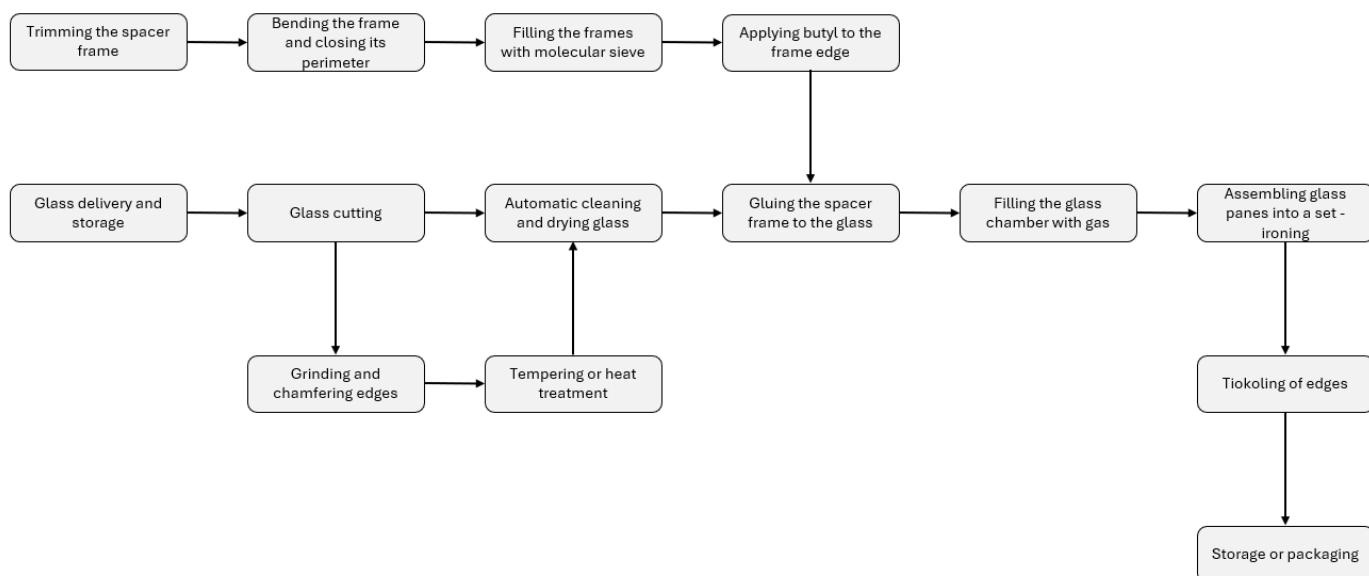 Trimming the spacer
frame
Bending the frame
and closing its
perimeter
Filling the frames
with molecular sieve
Applying butyl to the
frame edge
Glass delivery and
storage
Glass cutting
Automatic cleaning
and drying glass
Gluing the spacer
frame to the glass
Filling the glass
chamber with gas
Assembling glass
panes into a set -
ironing
Grinding and
chamfering edges
Tempering or heat
treatment
Tiokoling of edges
Storage or packaging